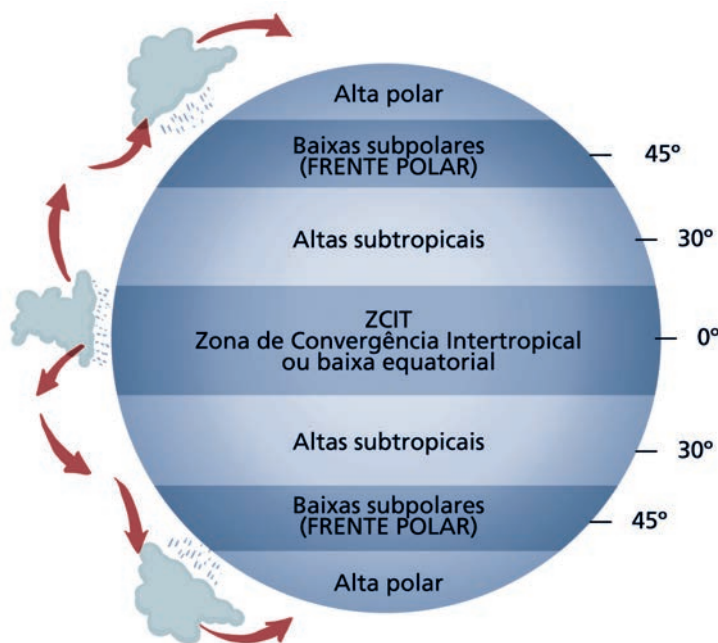 Alta polar
Baixas subpolares
(FRENTE POLAR)
45º
Altas subtropicais
30º
ZCIT
Zona de Convergência Intertropical
ou baixa equatorial
0º
Altas subtropicais
30º
Baixas subpolares
(FRENTE POLAR)
45º
Alta polar